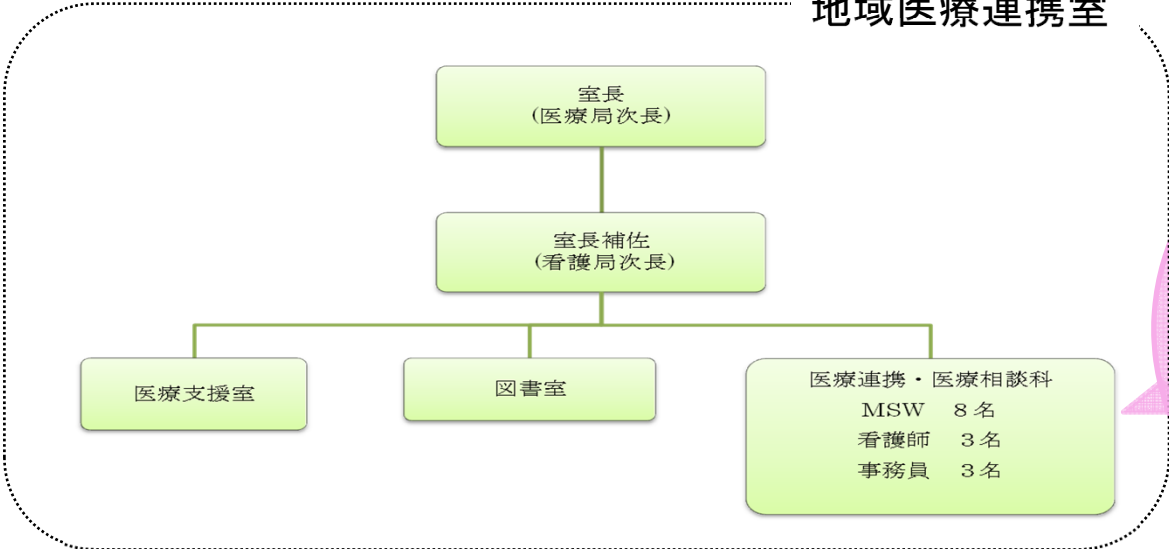 地域医療連携室
室長
(医療局次長)
室長補佐
(看護局次長)
医療支援室
図書室
医療連携・医療相談科
MSW　8名
看護師　3名
事務員　3名